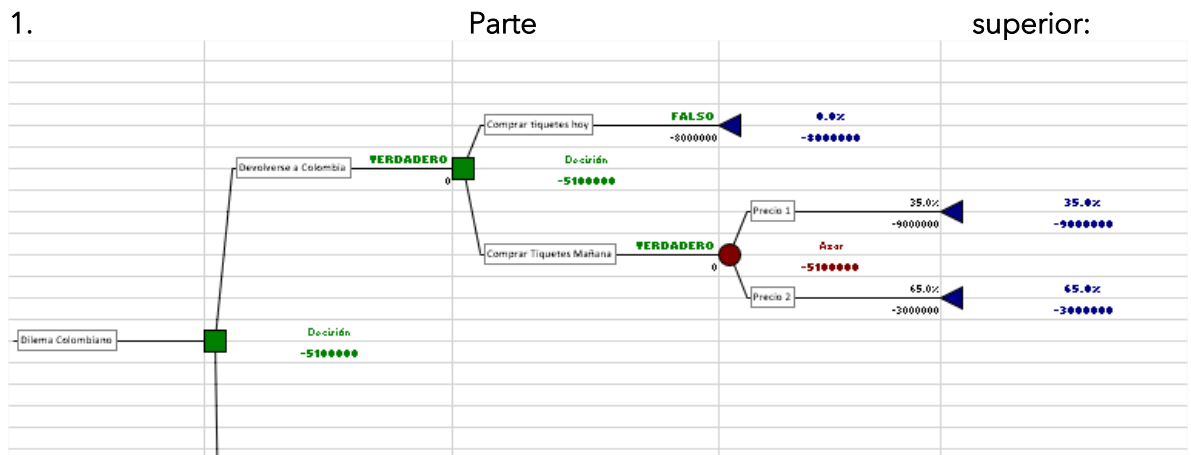 1. Parte superior:
FALSO 0.0%
Comprar tiquetes hoy
-8000000 -8000000
VERDADERO Decisión
Devolverse a Colombia
0 -5100000
35.0% 35.0%
Precio 1
-9000000 -9000000
VERDADERO Azar
Comprar Tiquetes Mañana
0 -5100000
65.0% 65.0%
Precio 2
-3000000 -3000000
Decisión
Dilema Colombiano
-5100000